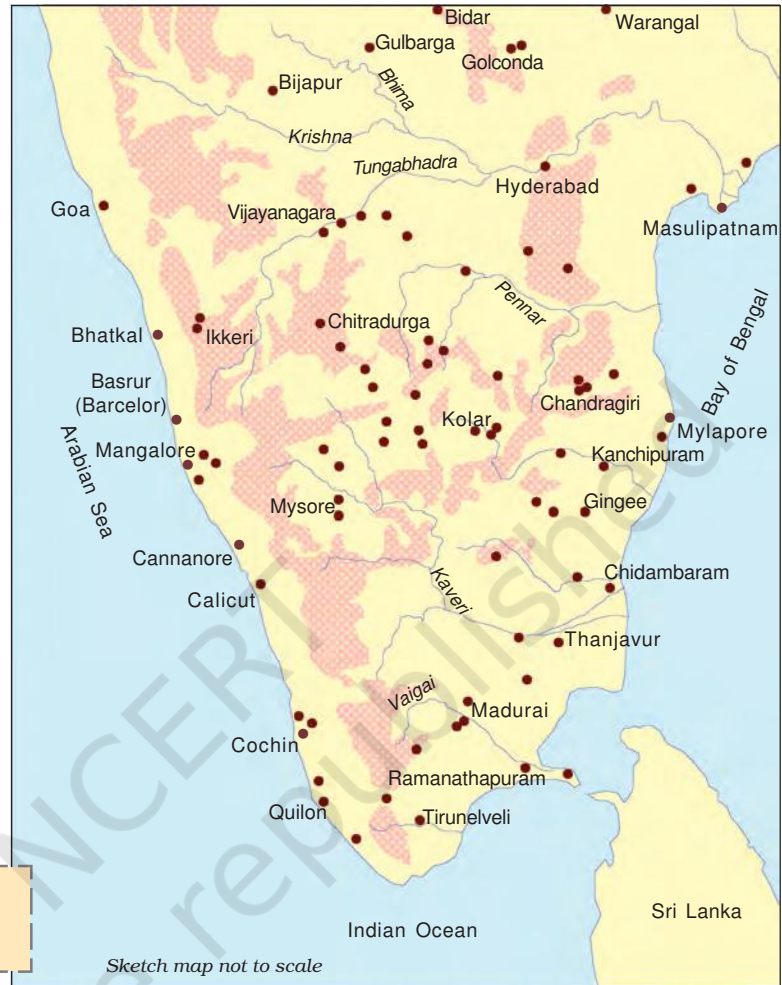 Bidar
Warangal
Gulbarga
Golconda
Bhima
Bijapur
Krishna
Tungabhadra
Hyderabad
Goa
Vijayanagara
Masulipatnam
Pennar
Chitradurga
Ikkeri
Bhatkal
Bay of Bengal
Basrur
(Barcelor)
Chandragiri
Kolar
Mylapore
Arabian Sea
Mangalore
Kanchipuram
Mysore
Gingee
Cannanore
Chidambaram
Calicut
Kaveri
Thanjavur
Vaigai
Madurai
Cochin
Ramanathapuram
Quilon
Tirunelveli
Sri Lanka
Indian Ocean
Sketch map not to scale
NCERT
republished